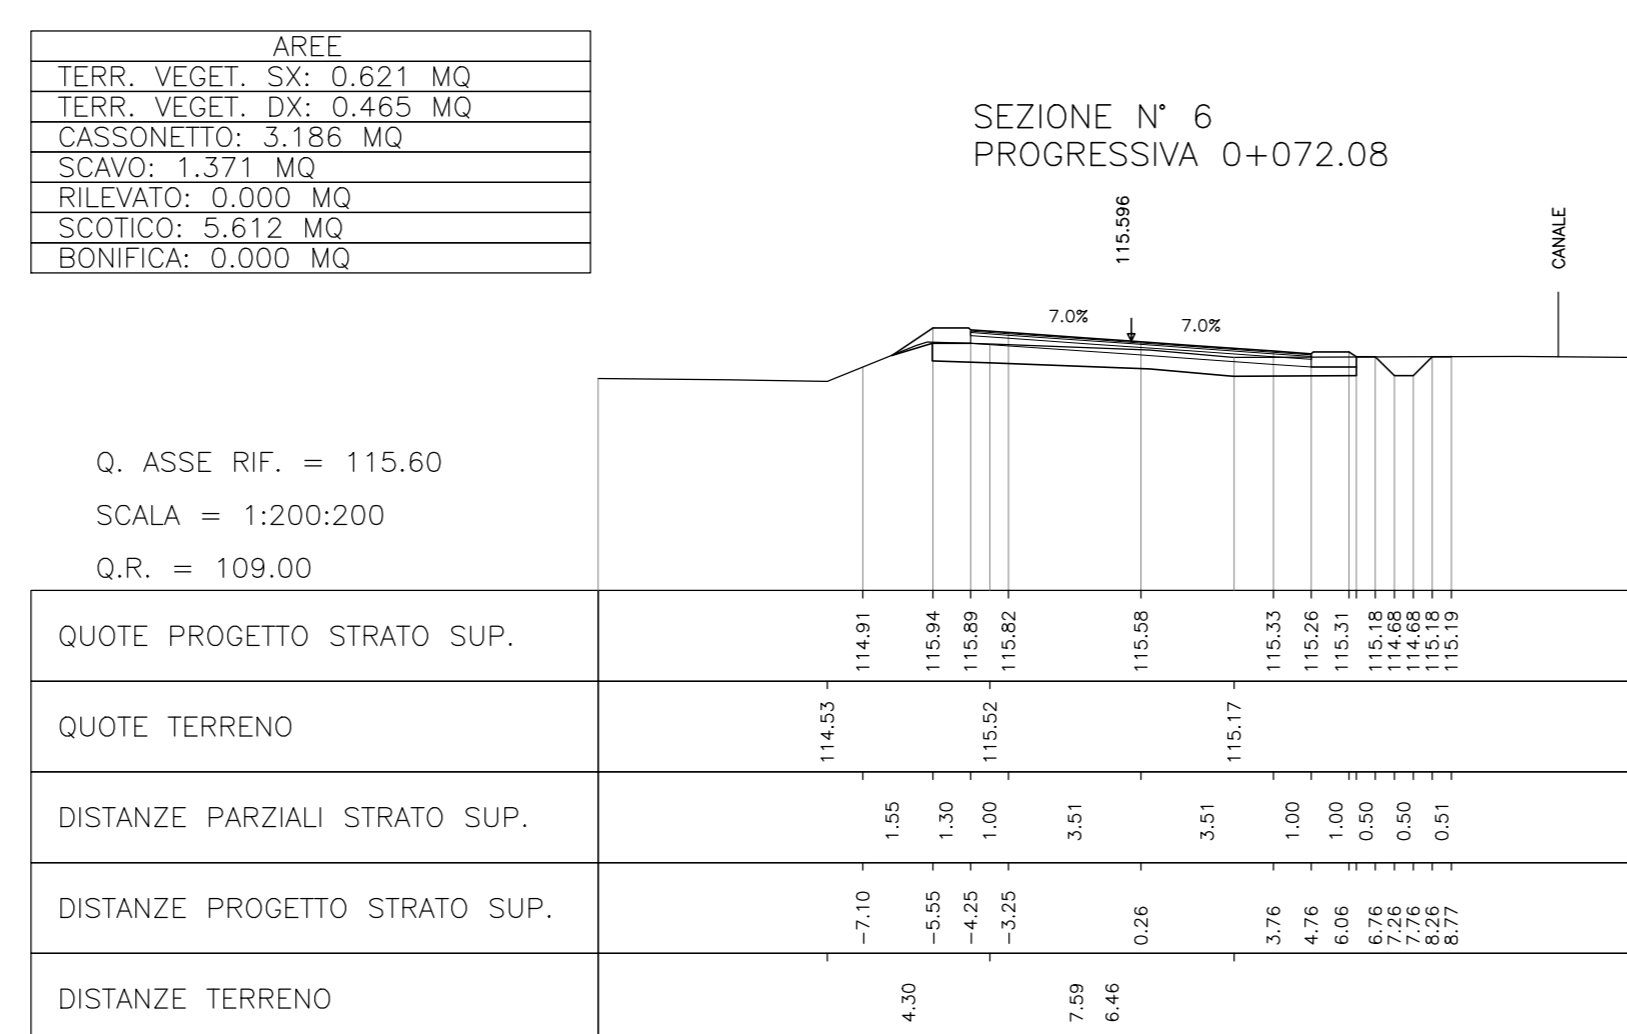 AREE
TERR. VEGET. SX: 0.621 MQ
TERR. VEGET. DX: 0.465 MQ
CASSONETTO: 3.186 MQ
SCAVO: 1.371 MQ
RILEVATO: 0.000 MQ
SCOTICO: 5.612 MQ
BONIFICA: 0.000 MQ
SEZIONE N° 6
PROGRESSIVA 0+072.08
115.596
CANALE
7.0%
7.0%
Q. ASSE RIF. = 115.60
SCALA = 1:200:200
Q.R. = 109.00
QUOTE PROGETTO STRATO SUP.
114.91
115.94
115.89
115.82
115.58
115.33
115.26
115.31
115.18
114.68
114.68
115.18
115.19
QUOTE TERRENO
114.53
115.52
115.17
DISTANZE PARZIALI STRATO SUP.
1.55
1.30
1.00
3.51
3.51
1.00
1.00
0.50
0.50
0.51
DISTANZE PROGETTO STRATO SUP.
-7.10
-5.55
-4.25
-3.25
0.26
3.76
4.76
6.06
6.76
7.26
7.76
8.26
8.77
DISTANZE TERRENO
4.30
7.59
6.46